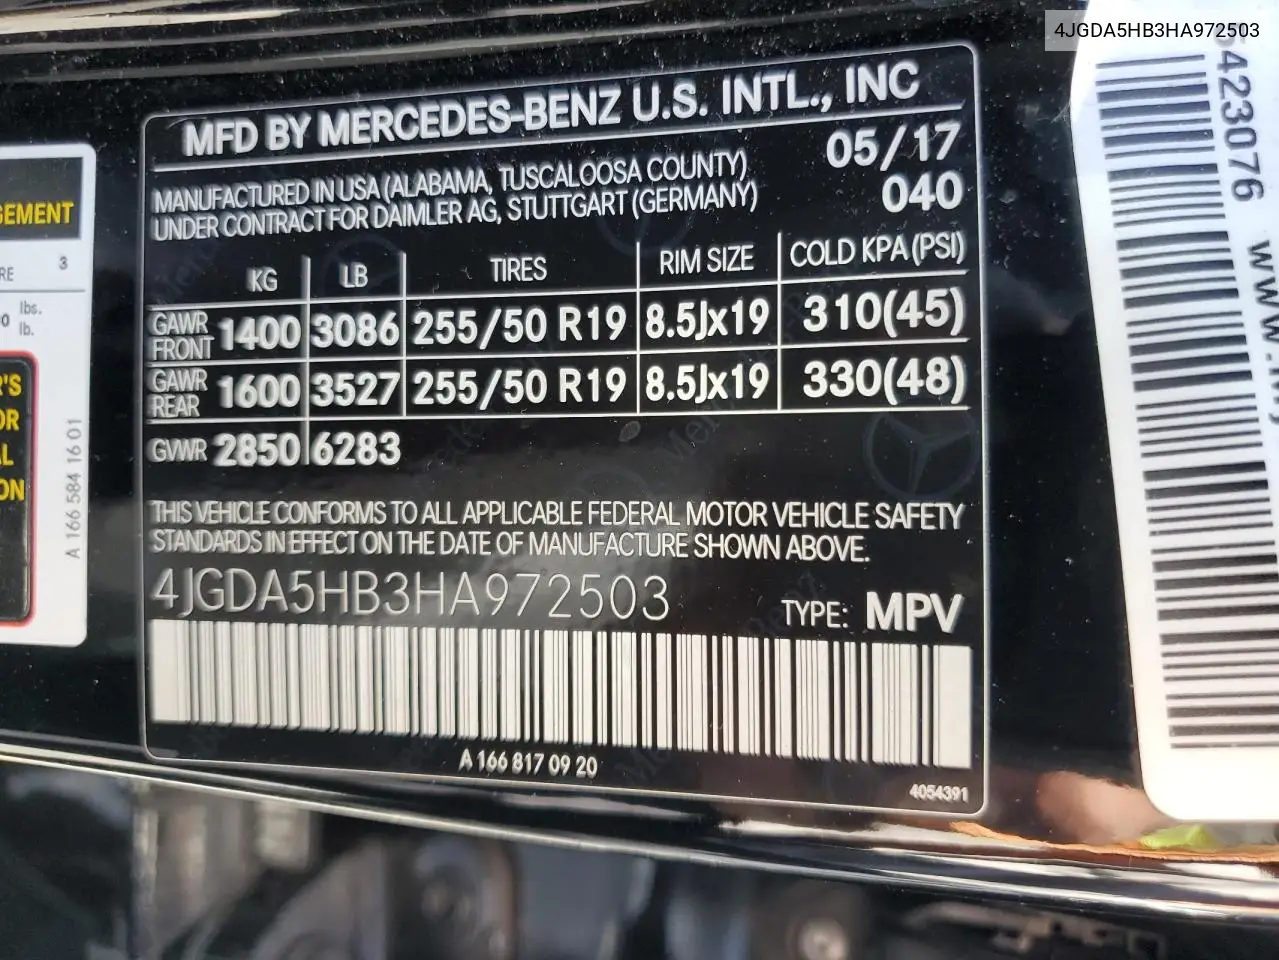 4JGDA5HB3HA972503
MFD BY MERCEDES-BENZ U.S. INTL., INC
05/17
MANUFACTURED IN USA (ALABAMA, TUSCALOOSA COUNTY)
UNDER CONTRACT FOR DAIMLER AG, STUTTGART (GERMANY)
040
KG LB TIRES RIM SIZE COLD KPA (PSI)
GAWR FRONT 1400 3086 255/50 R19 8.5Jx19 310(45)
GAWR REAR 1600 3527 255/50 R19 8.5Jx19 330(48)
GVWR 2850 6283
THIS VEHICLE CONFORMS TO ALL APPLICABLE FEDERAL MOTOR VEHICLE SAFETY
STANDARDS IN EFFECT ON THE DATE OF MANUFACTURE SHOWN ABOVE.
4JGDA5HB3HA972503
TYPE: MPV
A 166 817 09 20
4054391
3
lbs.
lb.
A 166 584 16 01
6423076